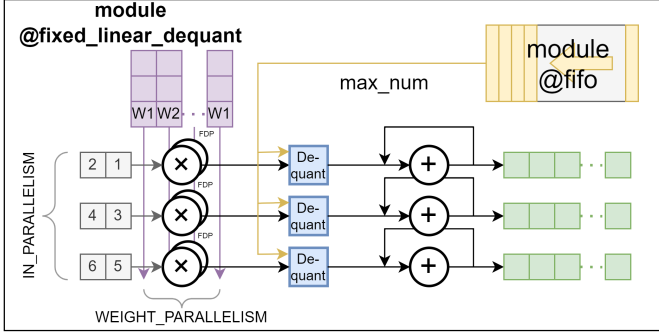 module
@fixed_linear_dequant
module
@fifo
max_num
W1 W2 ··· W1
FDP
2 1 × De-quant +
FDP
4 3 × De-quant +
FDP
6 5 × De-quant +
IN_PARALLELISM
WEIGHT_PARALLELISM